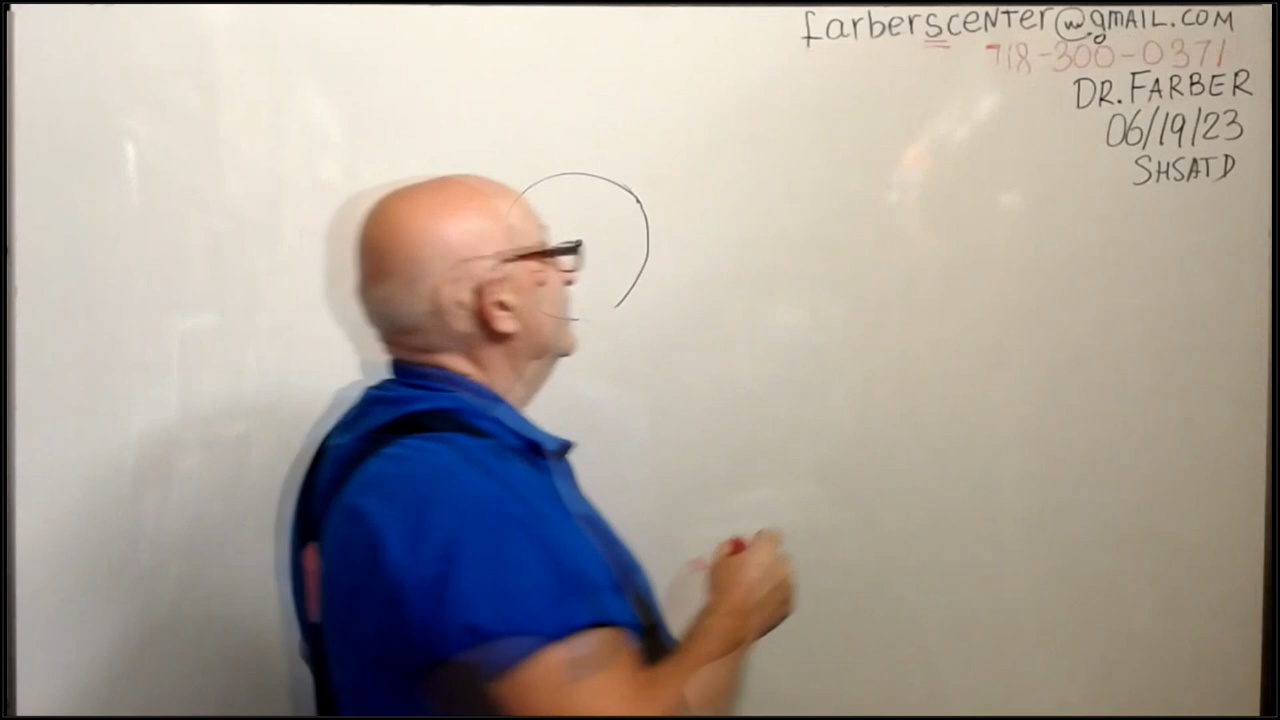 farberscenter@gmail.com
718-300-0371
DR. FARBER
06/19/23
SHSATD